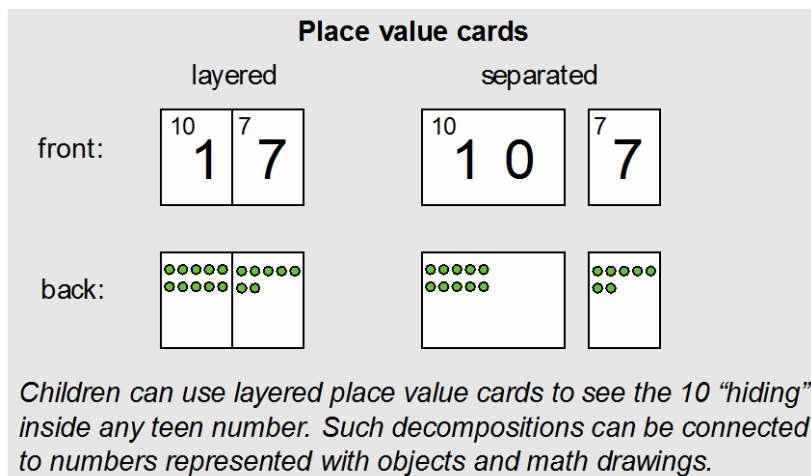 Place value cards
layered separated
front:
10 1 7 7
10 1 0
7 7
back:
Children can use layered place value cards to see the 10 “hiding”
inside any teen number. Such decompositions can be connected
to numbers represented with objects and math drawings.